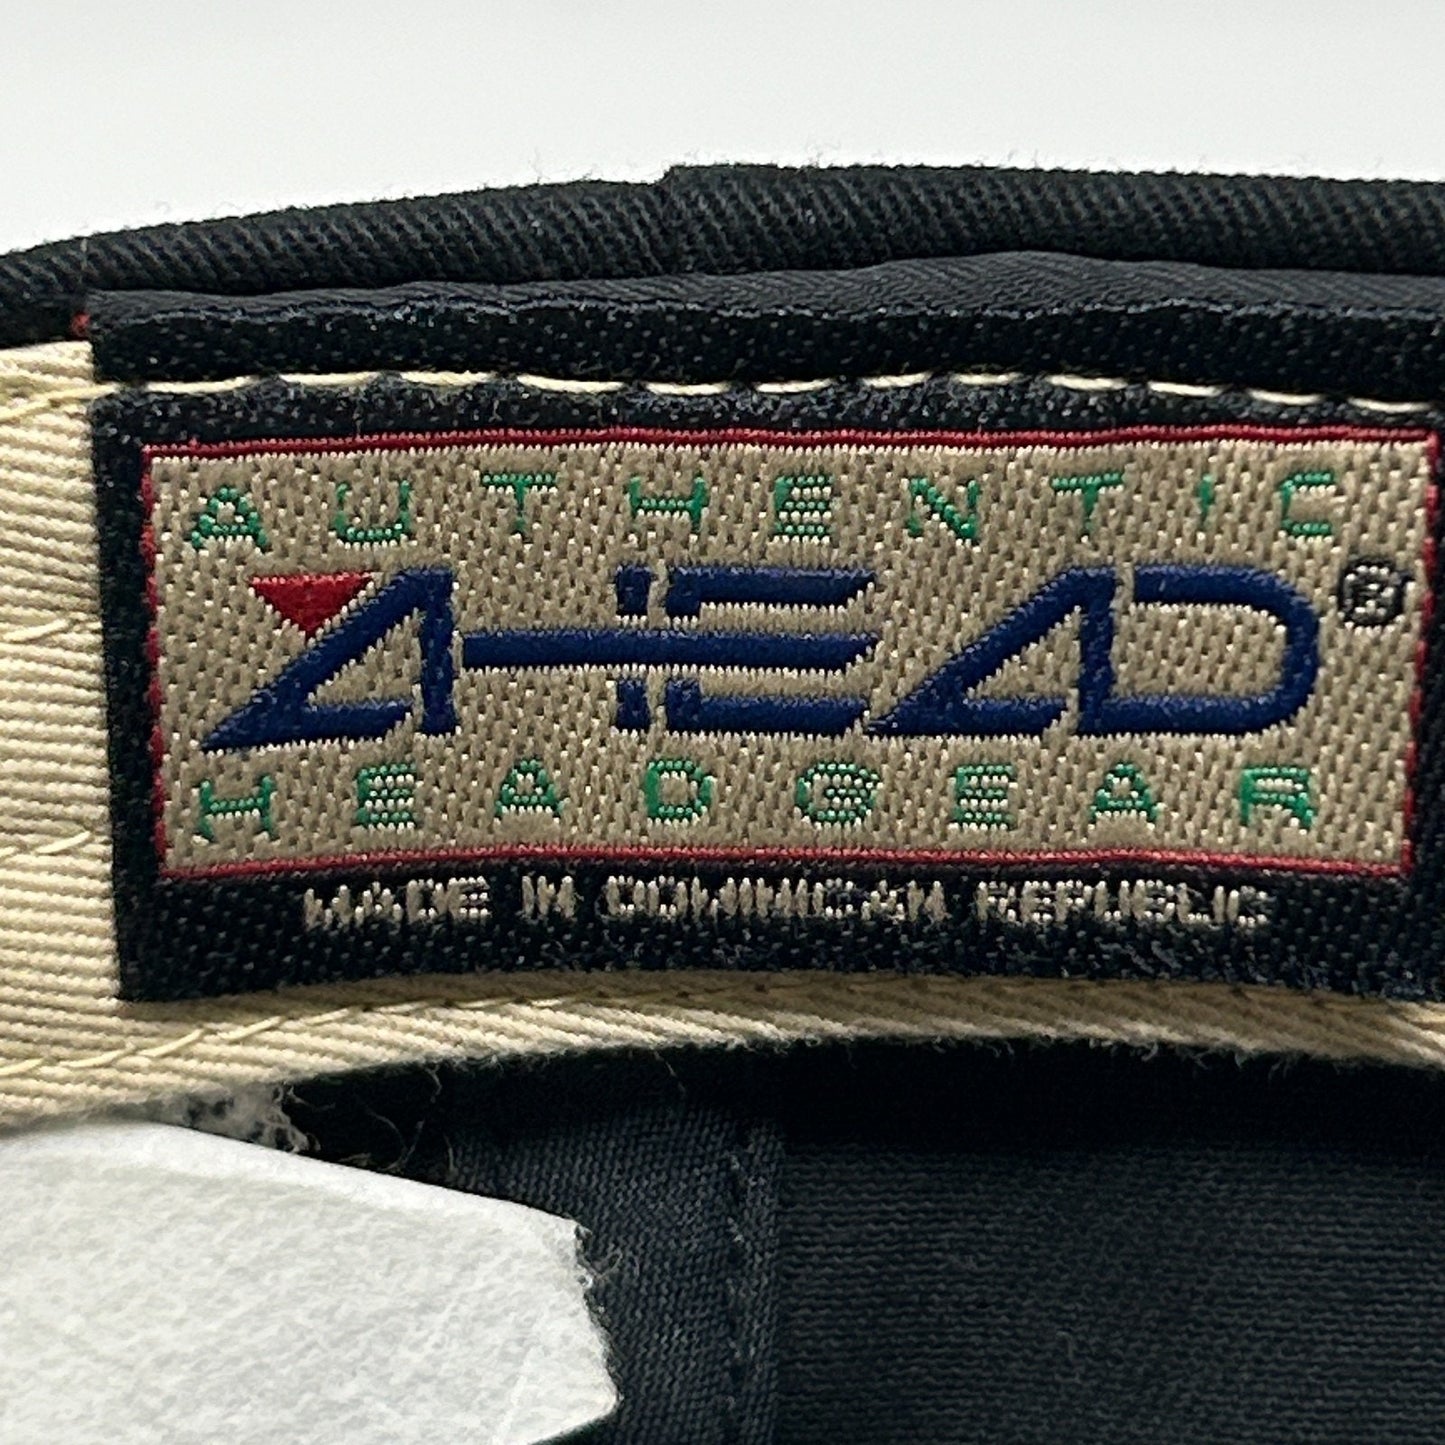 AUTHENTIC
AHEAD®
HEADGEAR
MADE IN DOMINICAN REPUBLIC